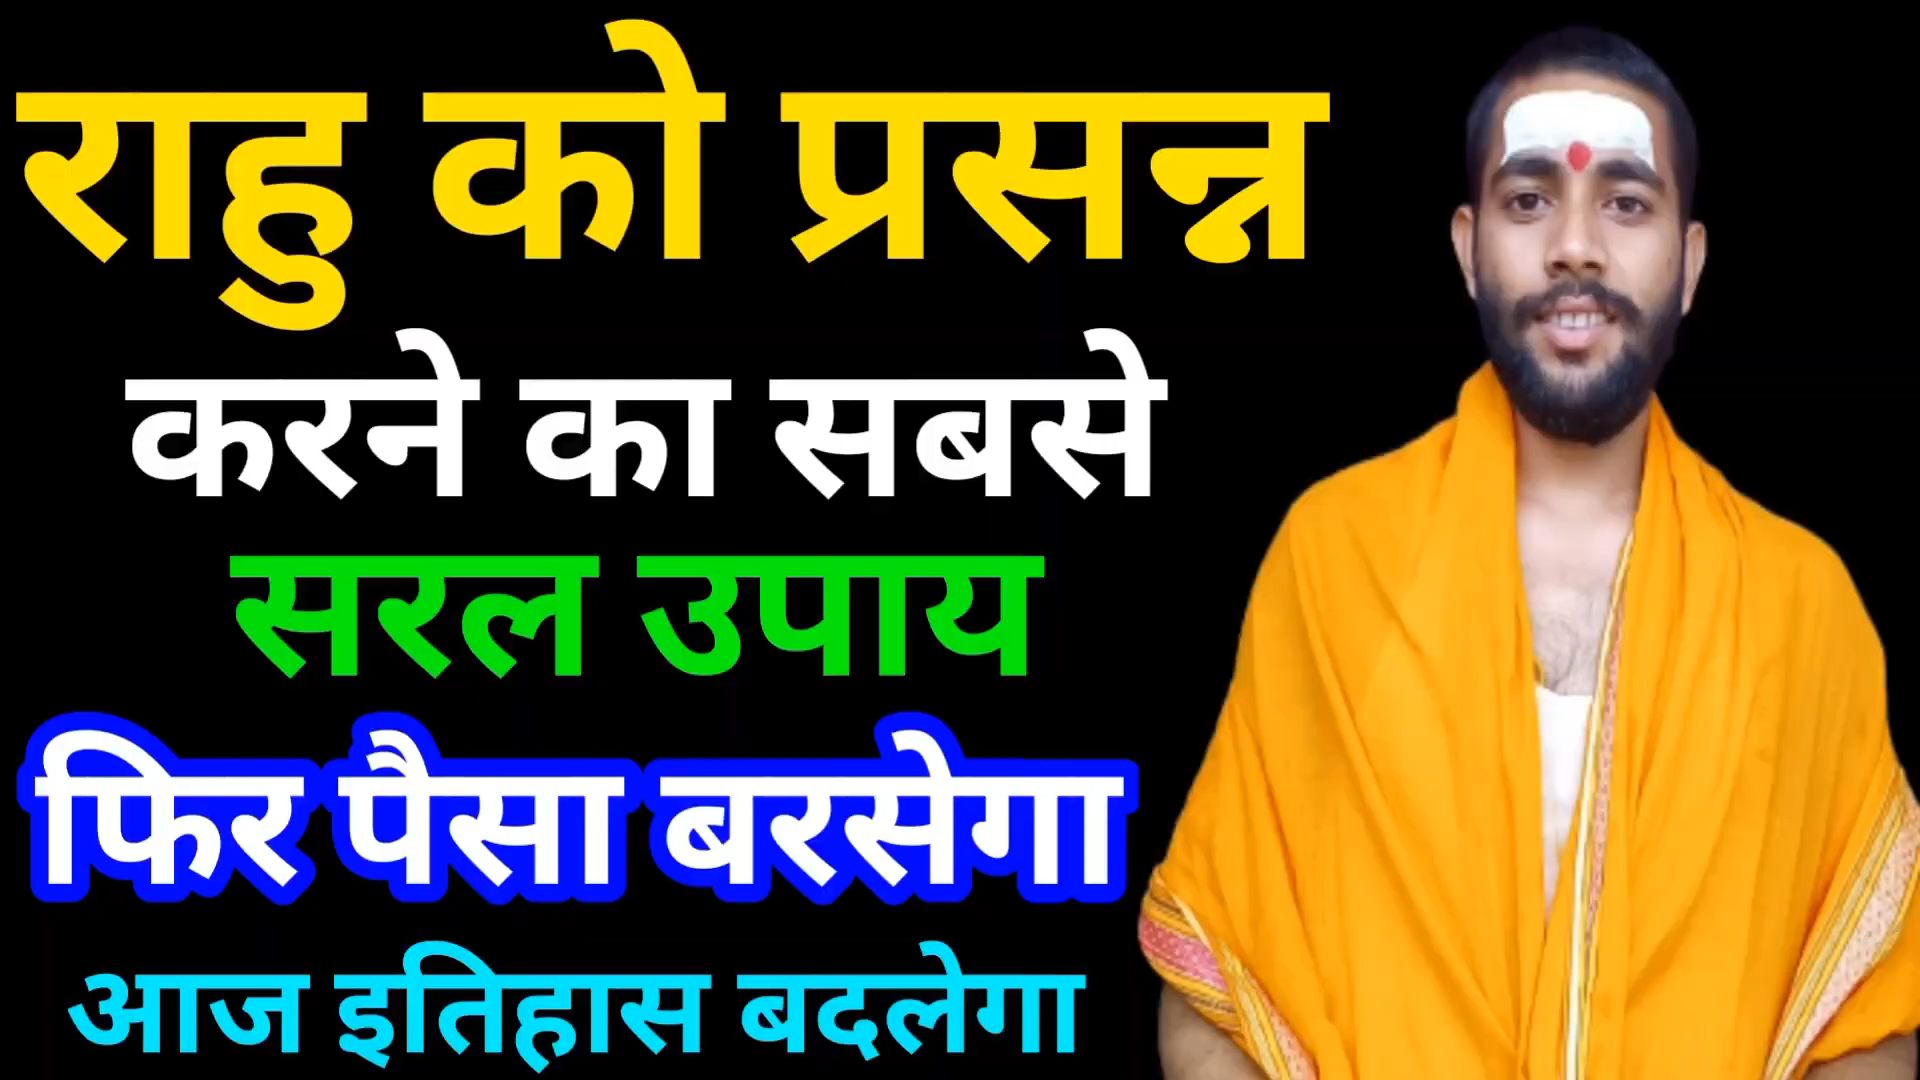 राहु को प्रसन्न
करने का सबसे
सरल उपाय
फिर पैसा बरसेगा
आज इतिहास बदलेगा